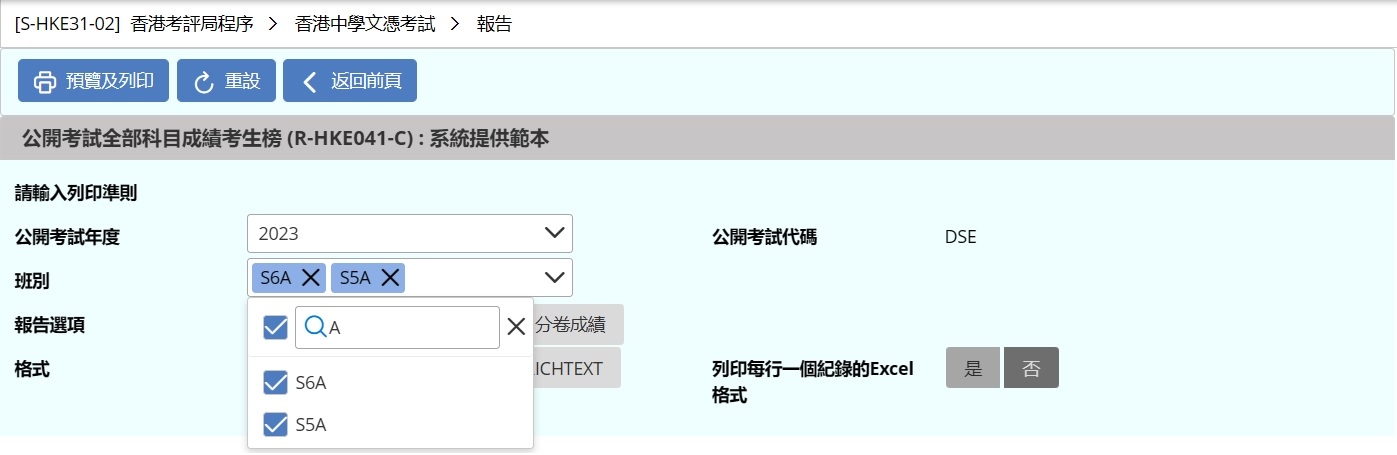 [S-HKE31-02] 香港考評局程序 > 香港中學文憑考試 > 報告
預覽及列印 重設 返回前頁
公開考試全部科目成績考生榜 (R-HKE041-C) : 系統提供範本
請輸入列印準則
公開考試年度 2023 公開考試代碼 DSE
班別 S6A S5A
報告選項 分卷成績
A
格式 ICHTEXT 列印每行一個紀錄的Excel
格式 是 否
S6A
S5A